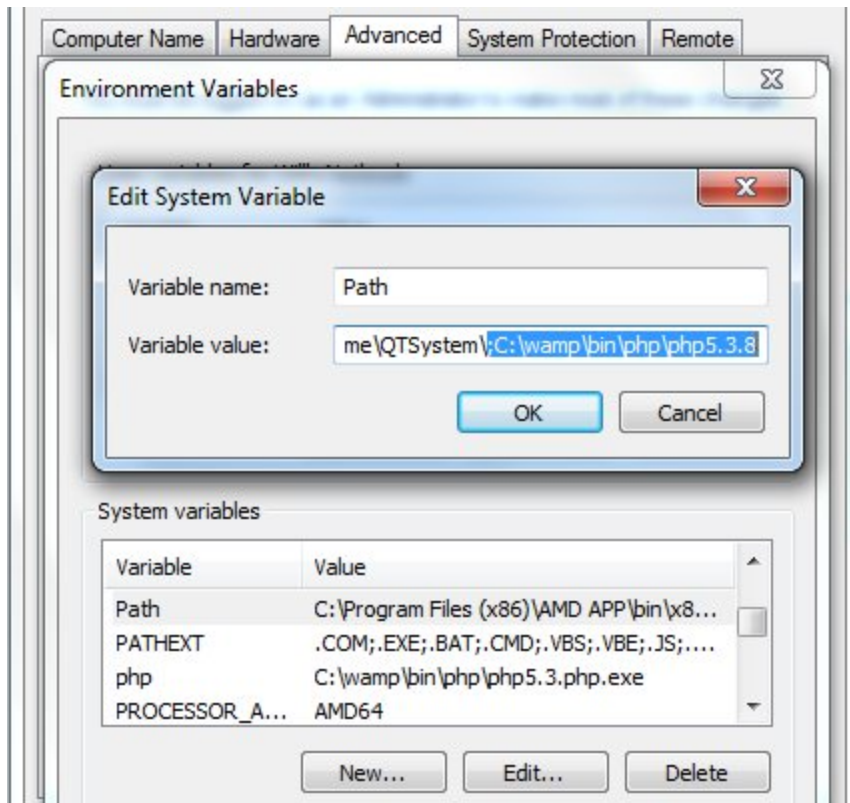 Computer Name Hardware Advanced System Protection Remote
Environment Variables
Edit System Variable
Variable name: Path
Variable value: me\QTSystem\;C:\wamp\bin\php\php5.3.8
OK Cancel
System variables
Variable Value
Path C:\Program Files (x86)\AMD APP\bin\x8...
PATHEXT .COM;.EXE;.BAT;.CMD;.VBS;.VBE;.JS;....
php C:\wamp\bin\php\php5.3.php.exe
PROCESSOR_A... AMD64
New... Edit... Delete